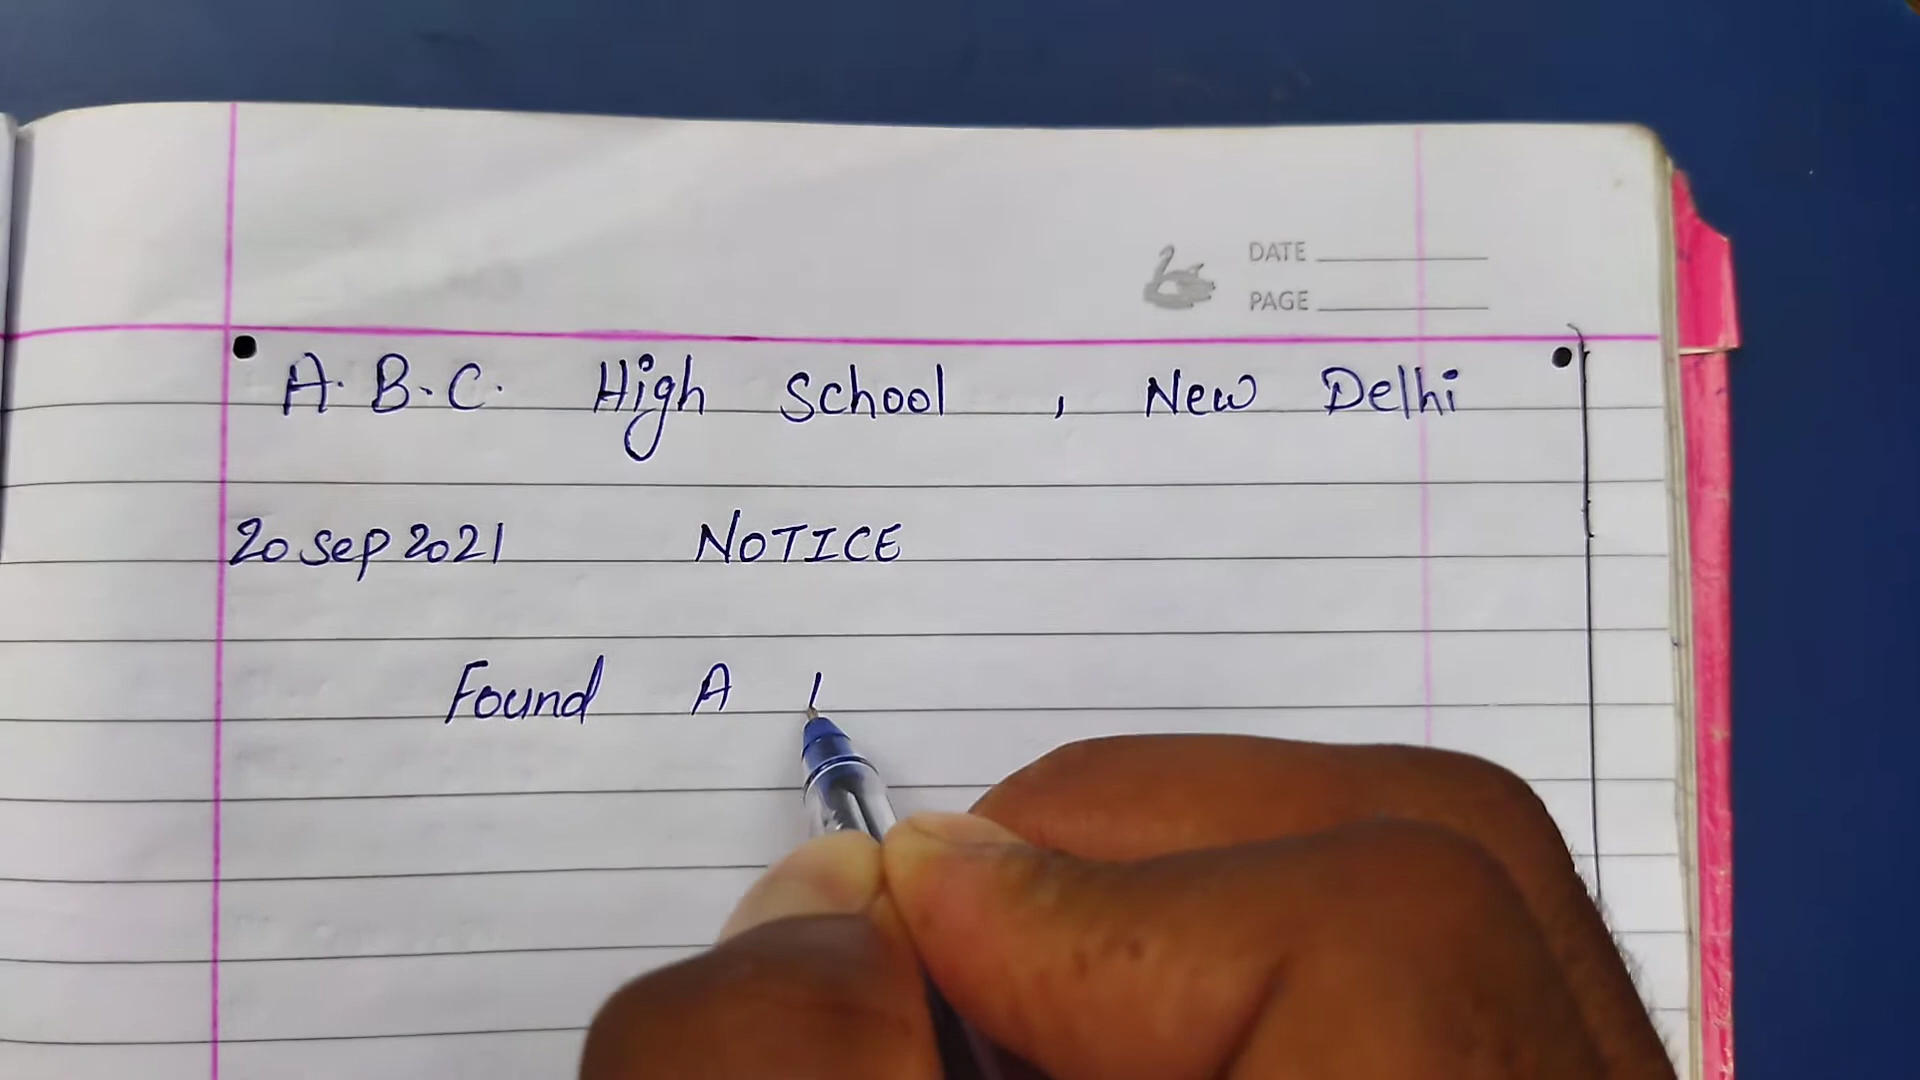 DATE
PAGE
A. B. C. High School , New Delhi
20 Sep 2021 NOTICE
Found A